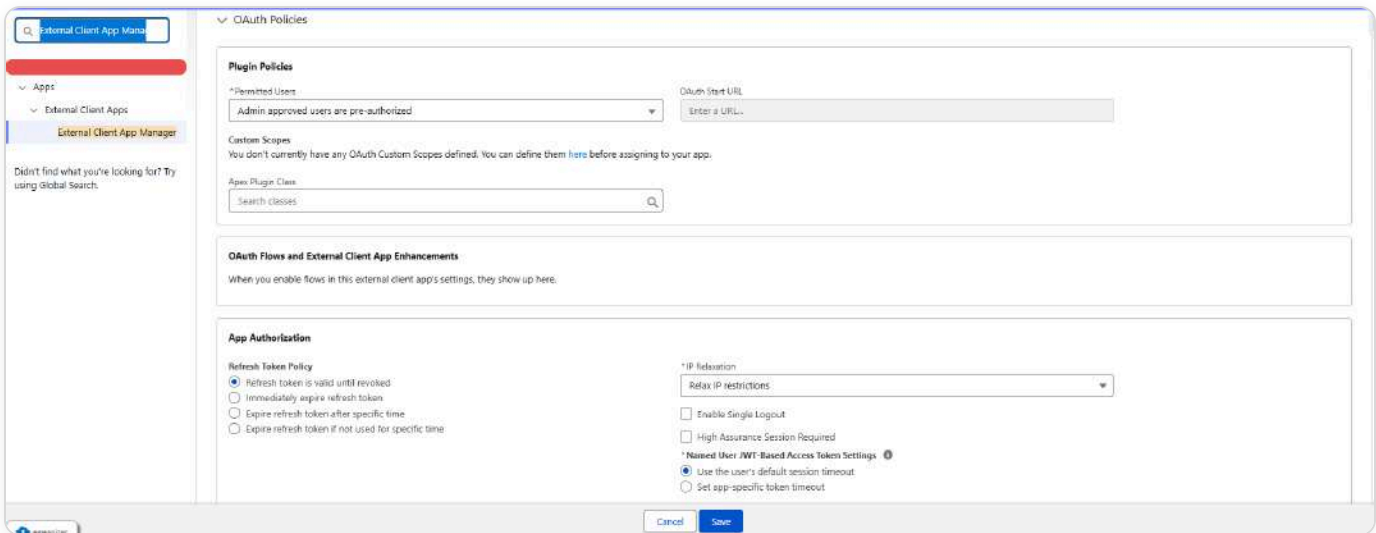 External Client App Mana
Apps
External Client Apps
External Client App Manager
Didn't find what you're looking for? Try
using Global Search.
OAuth Policies
Plugin Policies
*Permitted Users
Admin approved users are pre-authorized
OAuth Start URL
Enter a URL...
Custom Scopes
You don't currently have any OAuth Custom Scopes defined. You can define them here before assigning to your app.
Apex Plugin Class
Search classes
OAuth Flows and External Client App Enhancements
When you enable flows in this external client app's settings, they show up here.
App Authorization
Refresh Token Policy
Refresh token is valid until revoked
Immediately expire refresh token
Expire refresh token after specific time
Expire refresh token if not used for specific time
*IP Relaxation
Relax IP restrictions
Enable Single Logout
High Assurance Session Required
*Named User JWT-Based Access Token Settings
Use the user's default session timeout
Set app-specific token timeout
Cancel
Save